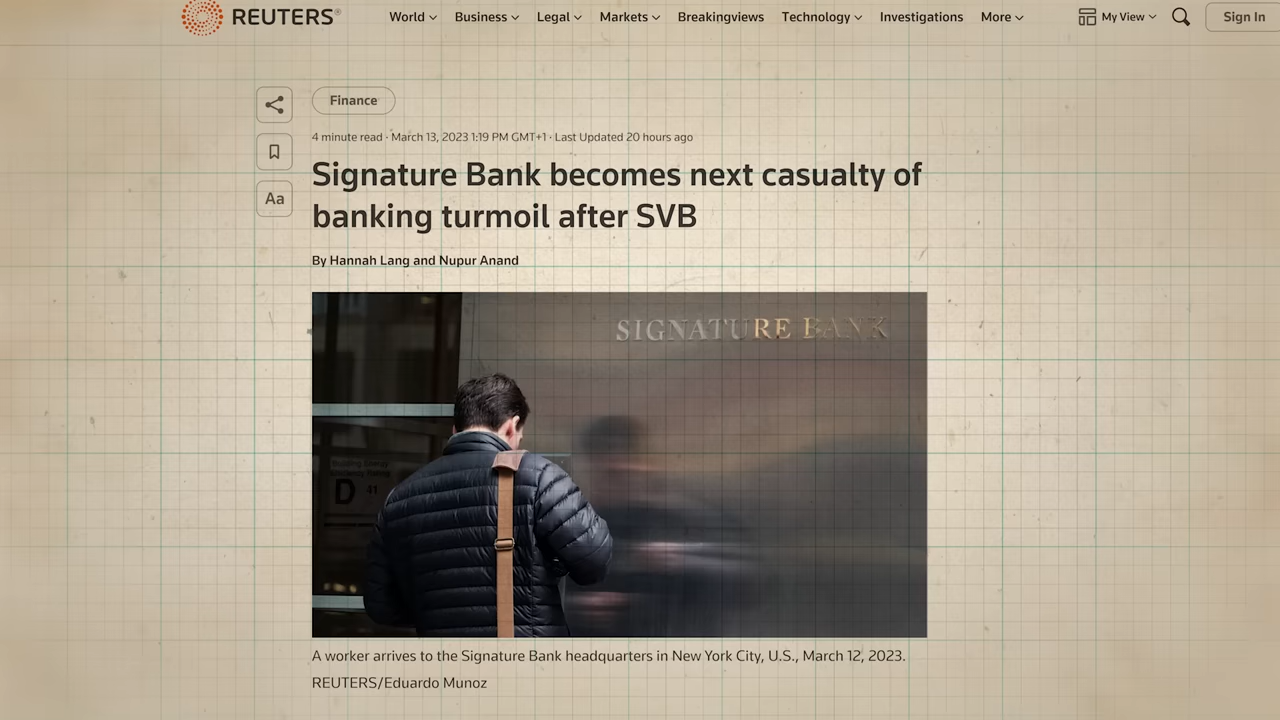 REUTERS®
World Business Legal Markets Breakingviews Technology Investigations More My View Sign In
Finance
4 minute read · March 13, 2023 1:19 PM GMT+1 · Last Updated 20 hours ago
Signature Bank becomes next casualty of
banking turmoil after SVB
Aa
By Hannah Lang and Nupur Anand
SIGNATURE BANK
Building Energy
D 41
A worker arrives to the Signature Bank headquarters in New York City, U.S., March 12, 2023.
REUTERS/Eduardo Munoz